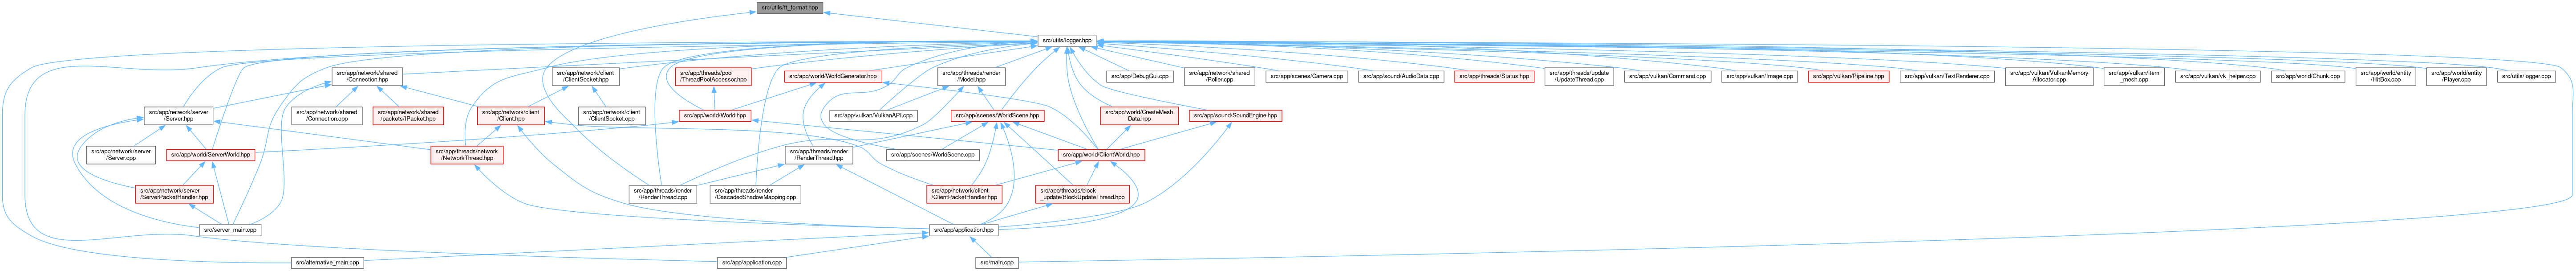 src/utils/tt_format.hpp
src/utils/logger.hpp
src/app/network/shared
/Connection.hpp
src/app/network/client
/ClientSocket.hpp
src/app/threads/pool
/ThreadPoolAccessor.hpp
src/app/world/WorldGenerator.hpp
src/app/threads/render
/Model.hpp
src/app/DebugGui.cpp
src/app/network/shared
/Poller.cpp
src/app/scenes/Camera.cpp
src/app/sound/AudioData.cpp
src/app/threads/Status.hpp
src/app/threads/update
/UpdateThread.cpp
src/app/vulkan/Command.cpp
src/app/vulkan/Image.cpp
src/app/vulkan/Pipeline.hpp
src/app/vulkan/TextRenderer.cpp
src/app/vulkan/VulkanMemory
Allocator.cpp
src/app/vulkan/item
_mesh.cpp
src/app/vulkan/vk_helper.cpp
src/app/world/Chunk.cpp
src/app/world/entity
/HitBox.cpp
src/app/world/entity
/Player.cpp
src/utils/logger.cpp
src/app/network/server
/Server.hpp
src/app/network/shared
/Connection.cpp
src/app/network/shared
/packets/IPacket.hpp
src/app/network/client
/Client.hpp
src/app/network/client
/ClientSocket.cpp
src/app/world/World.hpp
src/app/vulkan/VulkanAPI.cpp
src/app/scenes/WorldScene.hpp
src/app/world/CreateMesh
Data.hpp
src/app/sound/SoundEngine.hpp
src/app/network/server
/Server.cpp
src/app/world/ServerWorld.hpp
src/app/threads/network
/NetworkThread.hpp
src/app/threads/render
/RenderThread.hpp
src/app/scenes/WorldScene.cpp
src/app/world/ClientWorld.hpp
src/app/network/server
/ServerPacketHandler.hpp
src/app/threads/render
/RenderThread.cpp
src/app/threads/render
/CascadedShadowMapping.cpp
src/app/network/client
/ClientPacketHandler.hpp
src/app/threads/block
_update/BlockUpdateThread.hpp
src/server_main.cpp
src/app/application.hpp
src/alternative_main.cpp
src/app/application.cpp
src/main.cpp